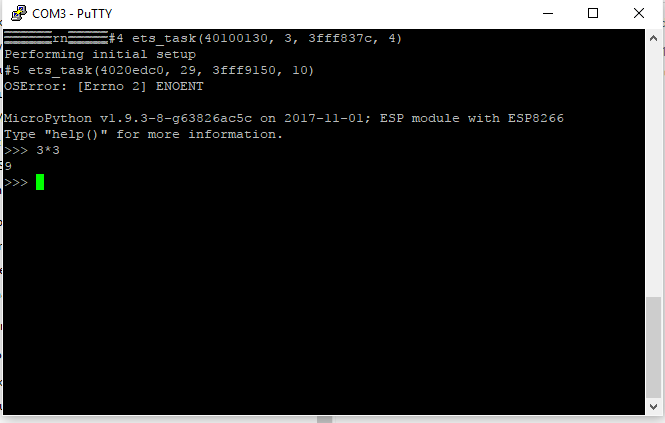 COM3 - PuTTY
rn#4 ets_task(40100130, 3, 3fff837c, 4)
Performing initial setup
#5 ets_task(4020edc0, 29, 3fff9150, 10)
OSError: [Errno 2] ENOENT
MicroPython v1.9.3-8-g63826ac5c on 2017-11-01; ESP module with ESP8266
Type "help()" for more information.
>>> 3*3
9
>>>